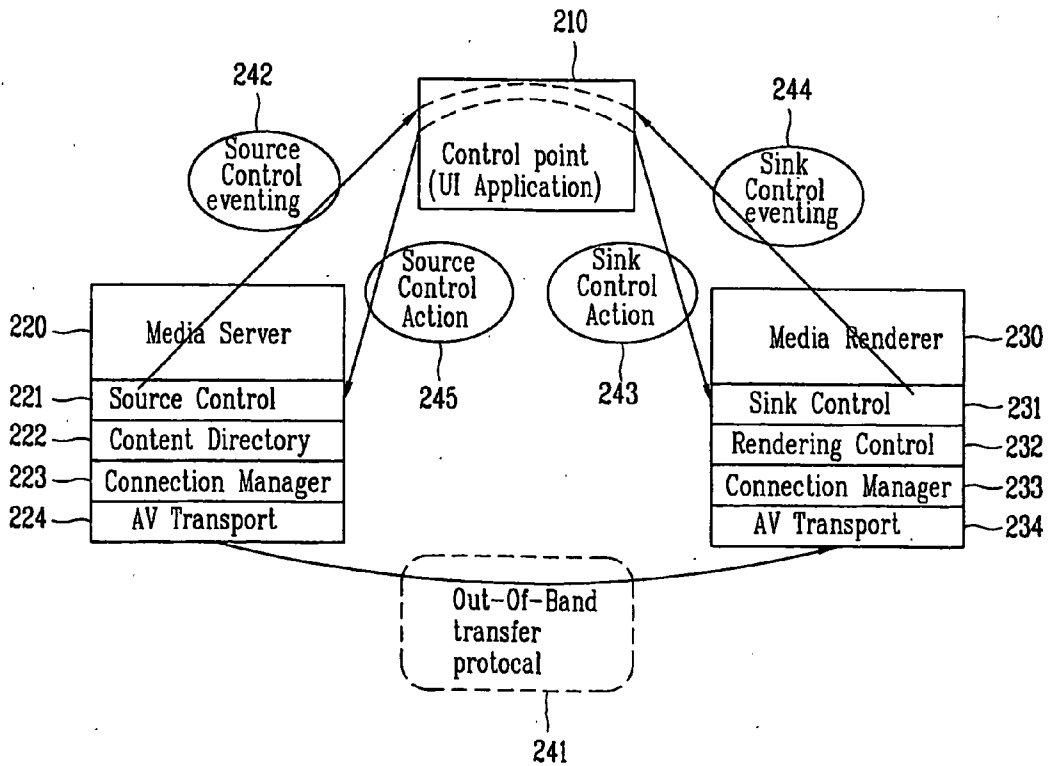 210
242
244
Source
Control
eventing
Control point
(UI Application)
Sink
Control
eventing
Source
Control
Action
Sink
Control
Action
220
Media Server
Media Renderer
230
245
243
221
Source Control
Sink Control
231
222
Content Directory
Rendering Control
232
223
Connection Manager
Connection Manager
233
224
AV Transport
AV Transport
234
Out-Of-Band
transfer
protocal
241